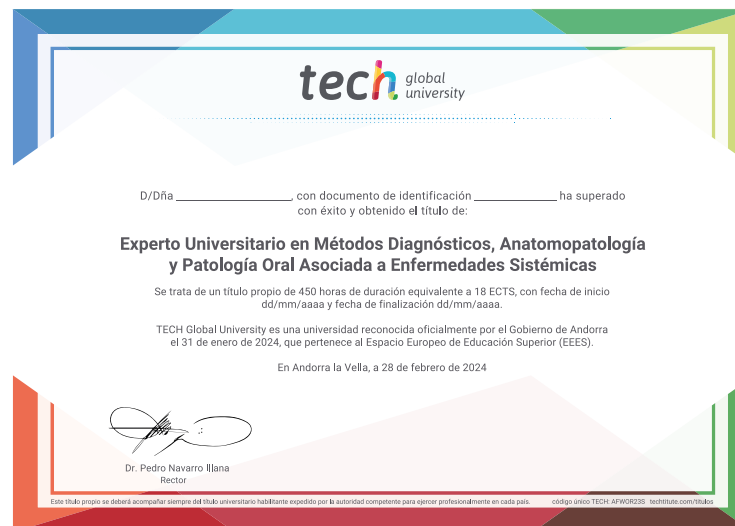 tech global university
D/Dña ____________________, con documento de identificación ______________ ha superado
con éxito y obtenido el título de:
Experto Universitario en Métodos Diagnósticos, Anatomopatología
y Patología Oral Asociada a Enfermedades Sistémicas
Se trata de un título propio de 450 horas de duración equivalente a 18 ECTS, con fecha de inicio
dd/mm/aaaa y fecha de finalización dd/mm/aaaa.
TECH Global University es una universidad reconocida oficialmente por el Gobierno de Andorra
el 31 de enero de 2024, que pertenece al Espacio Europeo de Educación Superior (EEES).
En Andorra la Vella, a 28 de febrero de 2024
Dr. Pedro Navarro Illana
Rector
Este título propio se deberá acompañar siempre del título universitario habilitante expedido por la autoridad competente para ejercer profesionalmente en cada país. código único TECH: AFWOR23S techtitute.com/titulos